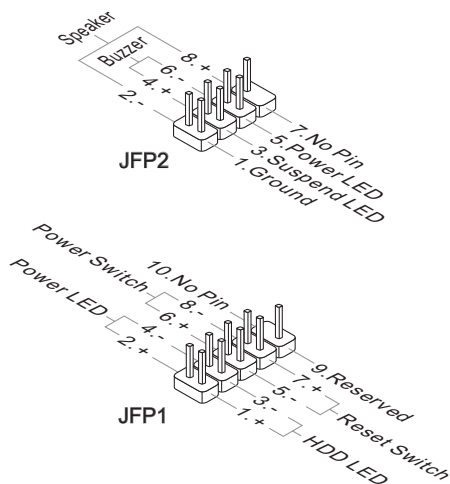 Speaker
Buzzer
8.+
6.-
4.+
2.-
7.No Pin
5.Power LED
3.Suspend LED
1.Ground
JFP2
Power Switch
Power LED
10.No Pin
8.-
6.+
4.-
2.+
9.Reserved
7.+
5.-
Reset Switch
3.-
1.+
HDD LED
JFP1